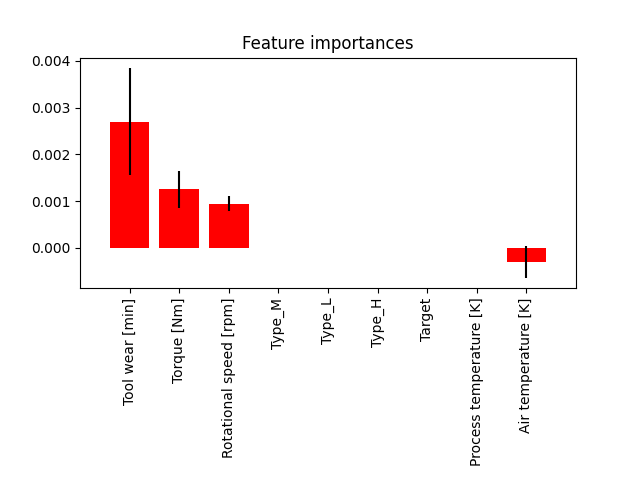 Feature importances
0.004
0.003
0.002
0.001
0.000
Tool wear [min]
Torque [Nm]
Rotational speed [rpm]
Type_M
Type_L
Type_H
Target
Process temperature [K]
Air temperature [K]